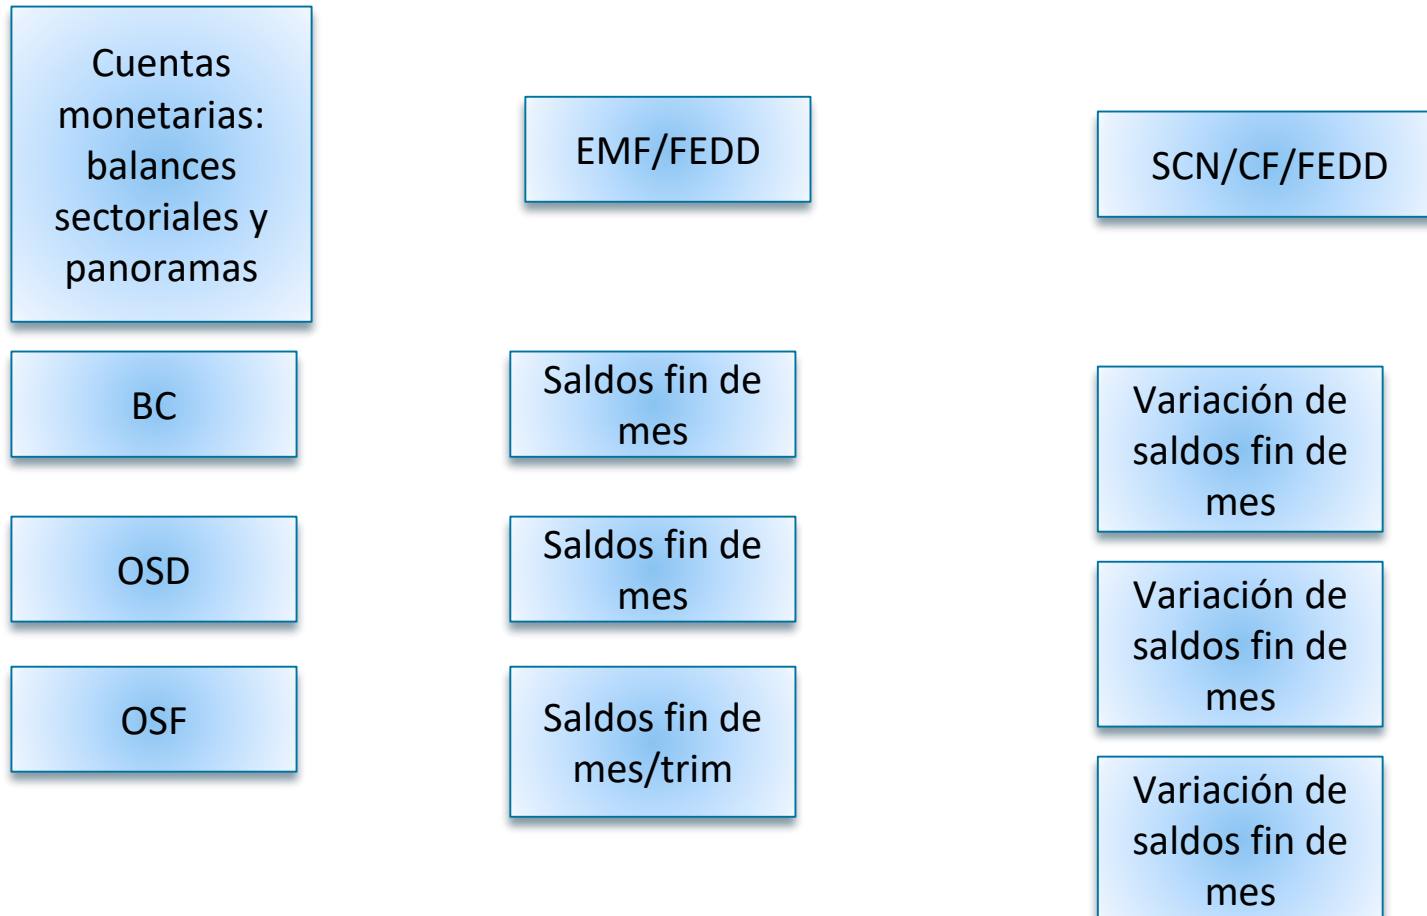 Cuentas
monetarias:
balances
sectoriales y
panoramas
EMF/FEDD
SCN/CF/FEDD
BC
Saldos fin de
mes
Variación de
saldos fin de
mes
OSD
Saldos fin de
mes
Variación de
saldos fin de
mes
OSF
Saldos fin de
mes/trim
Variación de
saldos fin de
mes